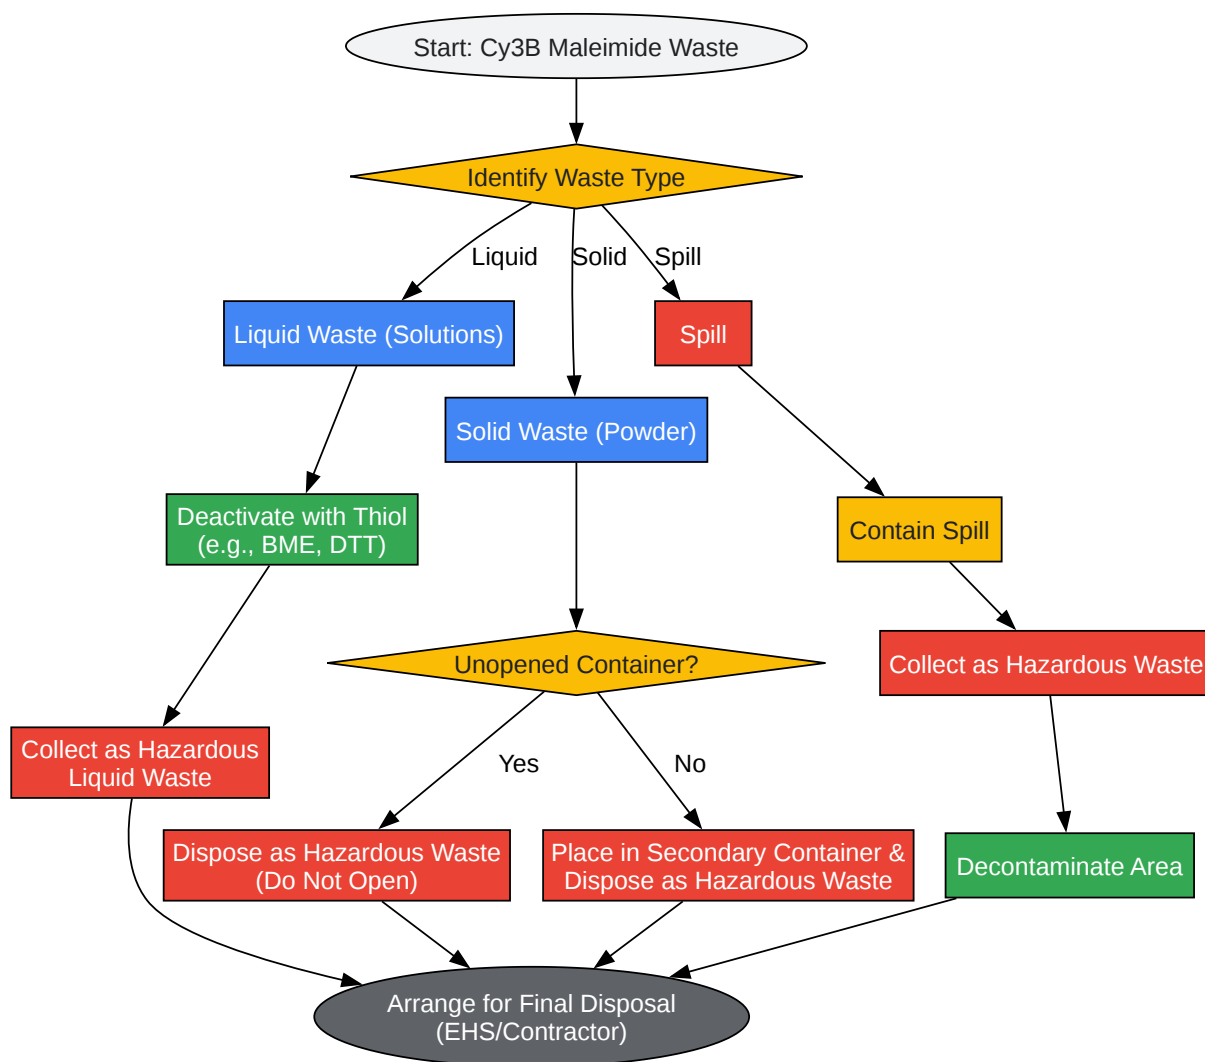 Start: Cy3B Maleimide Waste
Identify Waste Type
Liquid
Solid
Spill
Liquid Waste (Solutions)
Spill
Solid Waste (Powder)
Deactivate with Thiol
(e.g., BME, DTT)
Contain Spill
Unopened Container?
Collect as Hazardous Waste
Collect as Hazardous
Liquid Waste
Yes
No
Dispose as Hazardous Waste
(Do Not Open)
Place in Secondary Container &
Dispose as Hazardous Waste
Decontaminate Area
Arrange for Final Disposal
(EHS/Contractor)